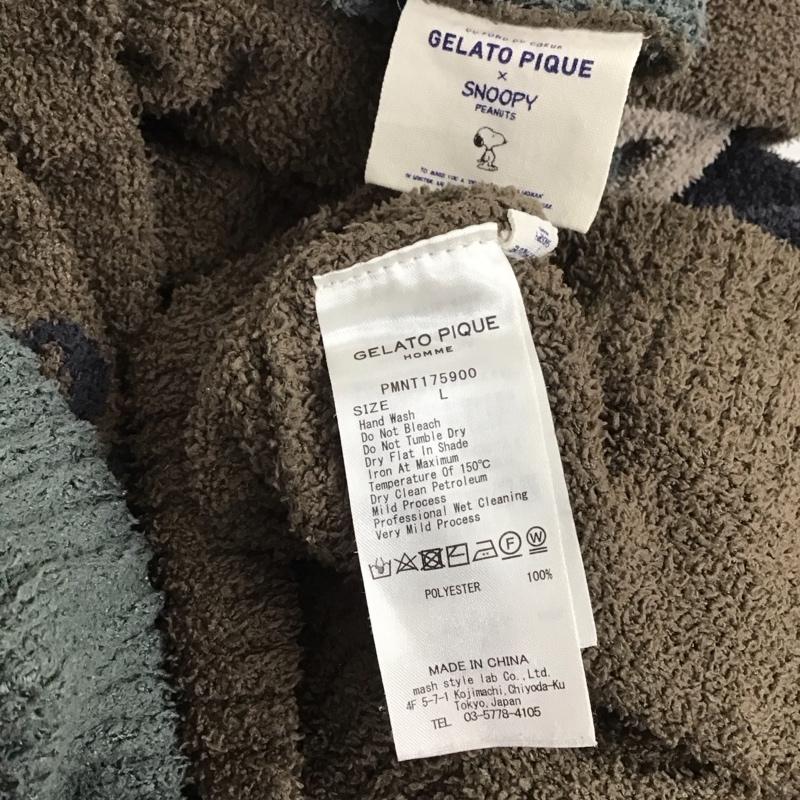 GELATO PIQUE
×
SNOOPY
PEANUTS
TO MAKE YOU A
GELATO PIQUE
HOMME
PMNT175900
SIZE L
Hand Wash
Do Not Bleach
Do Not Tumble Dry
Dry Flat In Shade
Iron At Maximum
Temperature Of 150℃
Dry Clean Petroleum
Mild Process
Professional Wet Cleaning
Very Mild Process
F W
POLYESTER 100%
MADE IN CHINA
mash style lab Co.,Ltd.
4F 5-7-1 Kojimachi,Chiyoda-Ku
Tokyo,Japan
TEL 03-5778-4105